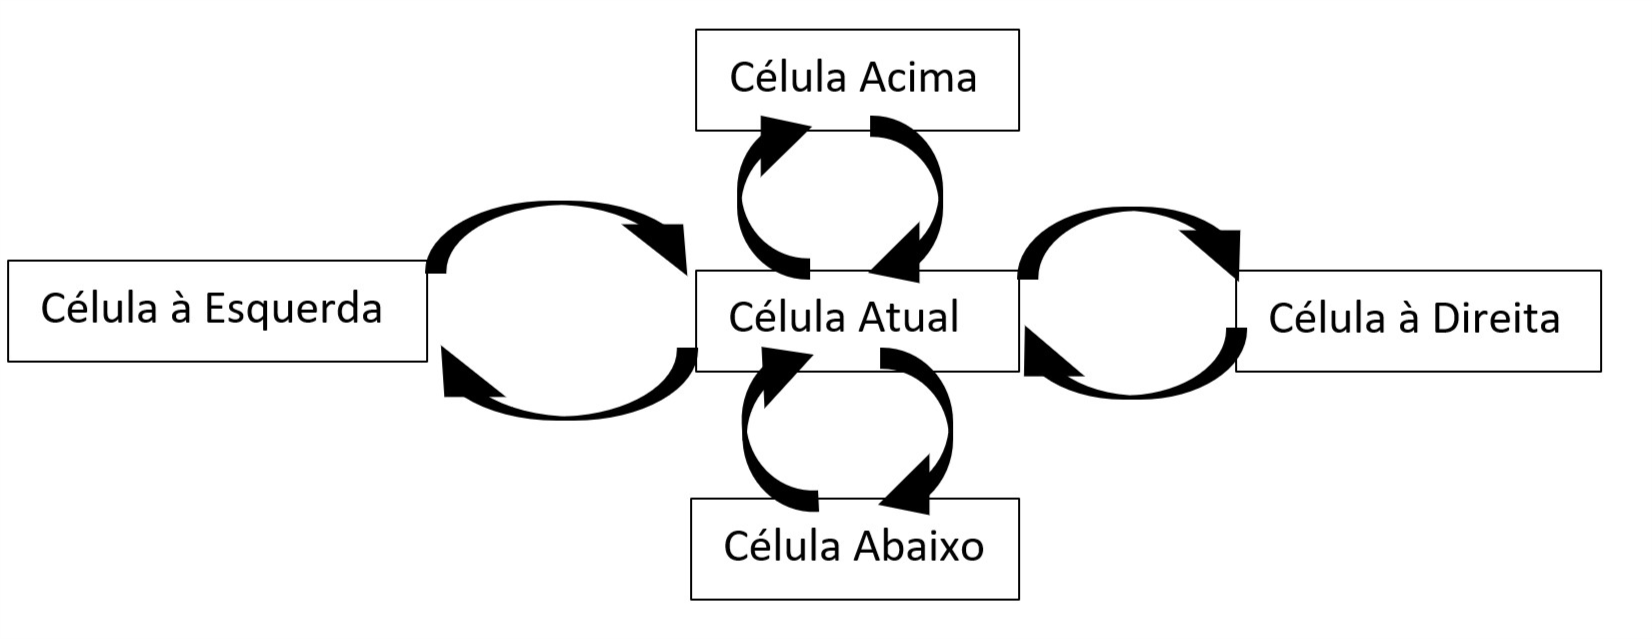 Célula Acima
Célula à Esquerda
Célula Atual
Célula à Direita
Célula Abaixo